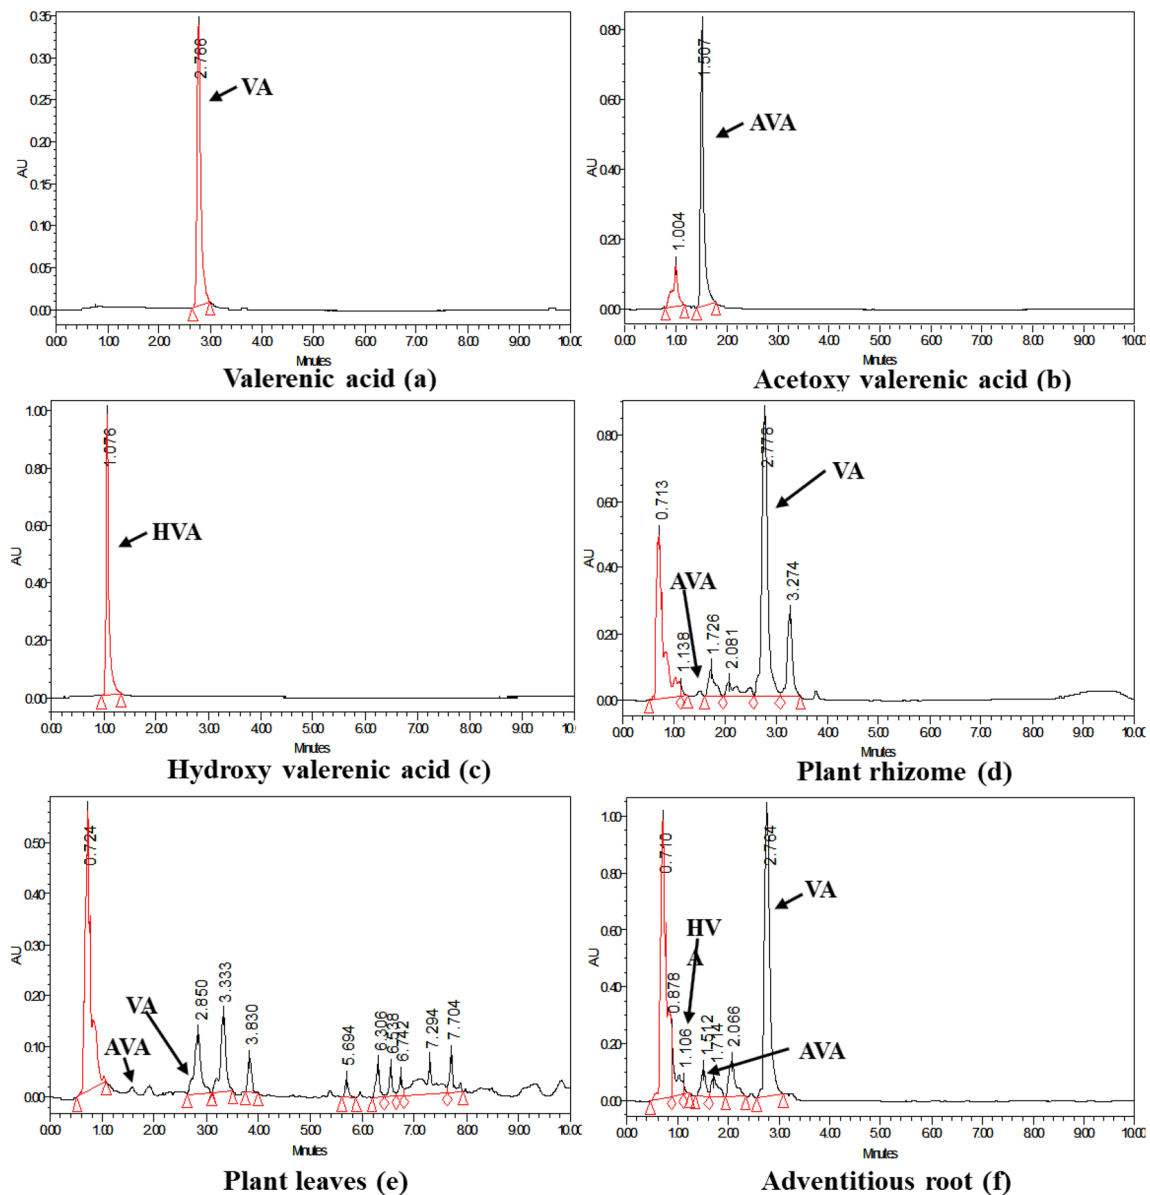 0.35
0.30
0.25
0.20
0.15
0.10
0.05
0.00
AU
2.766
VA
0.00 1.00 2.00 3.00 4.00 5.00 6.00 7.00 8.00 9.00 10.00
Minutes
Valerenic acid (a)
0.80
0.60
0.40
0.20
0.00
AU
1.004
1.507
AVA
0.00 1.00 2.00 3.00 4.00 5.00 6.00 7.00 8.00 9.00 10.00
Minutes
Acetoxy valerenic acid (b)
1.00
0.80
0.60
0.40
0.20
0.00
AU
1.076
HVA
0.00 1.00 2.00 3.00 4.00 5.00 6.00 7.00 8.00 9.00 10.00
Minutes
Hydroxy valerenic acid (c)
0.80
0.60
0.40
0.20
0.00
AU
0.713
1.138
AVA
1.726
2.081
2.778
VA
3.274
0.00 1.00 2.00 3.00 4.00 5.00 6.00 7.00 8.00 9.00 10.00
Minutes
Plant rhizome (d)
0.50
0.40
0.30
0.20
0.10
0.00
AU
0.724
AVA
VA
2.850
3.333
3.830
5.694
6.306
6.538
6.742
7.294
7.704
0.00 1.00 2.00 3.00 4.00 5.00 6.00 7.00 8.00 9.00 10.00
Minutes
Plant leaves (e)
1.00
0.80
0.60
0.40
0.20
0.00
AU
0.710
0.878
1.106
HV
A
1.512
1.714
2.066
2.764
VA
AVA
0.00 1.00 2.00 3.00 4.00 5.00 6.00 7.00 8.00 9.00 10.00
Minutes
Adventitious root (f)